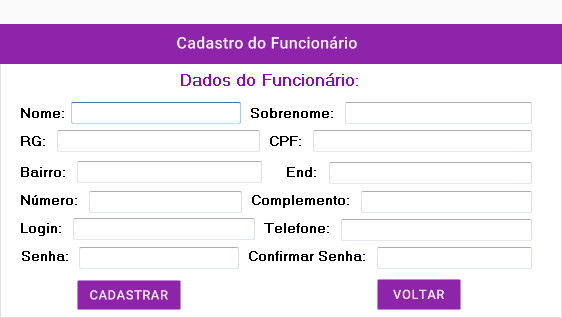 Cadastro do Funcionário
Dados do Funcionário:
Nome: Sobrenome:
RG: CPF:
Bairro: End:
Número: Complemento:
Login: Telefone:
Senha: Confirmar Senha:
CADASTRAR VOLTAR